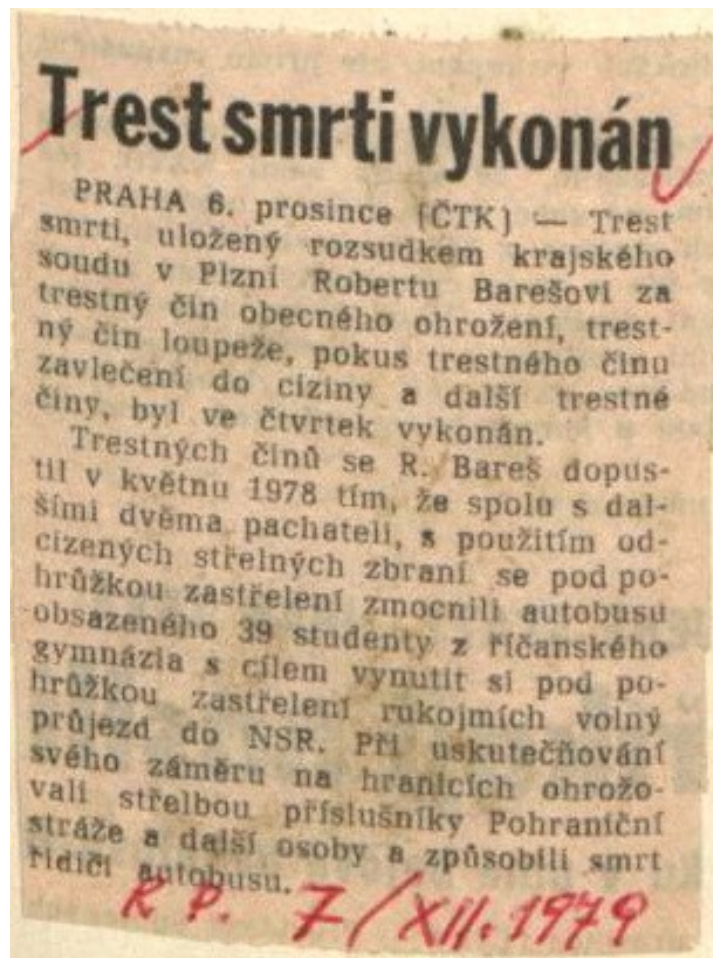 Trest smrti vykonán
PRAHA 6. prosince (ČTK) — Trest
smrti, uložený rozsudkem krajského
soudu v Plzni Robertu Barešovi za
trestný čin obecného ohrožení, trest-
ný čin loupeže, pokus trestného činu
zavlečení do ciziny a další trestné
činy, byl ve čtvrtek vykonán.
Trestných činů se R. Bareš dopus-
til v květnu 1978 tím, že spolu s dal-
šími dvěma pachateli, s použitím od-
cizených střelných zbraní se pod po-
hrůžkou zastřelení zmocnili autobusu
obsazeného 39 studenty z říčanského
gymnázia s cílem vynutit si pod po-
hrůžkou zastřelení rukojmích volný
průjezd do NSR. Při uskutečňování
svého záměru na hranicích ohrožo-
vali střelbou příslušníky Pohraniční
stráže a další osoby a způsobili smrt
řidiči autobusu.
R P. 7/XII. 1979